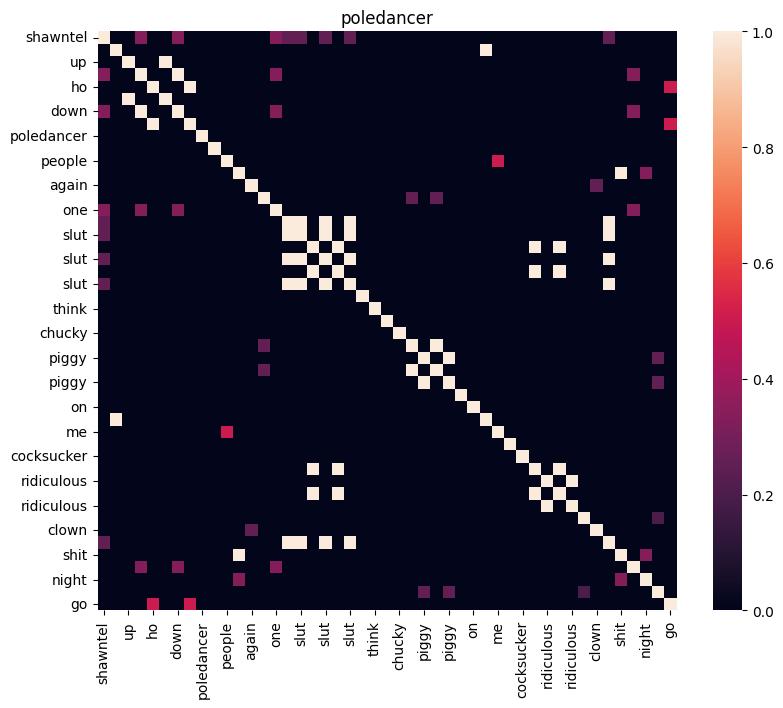 poledancer
shawntel
up
ho
down
poledancer
people
again
one
slut
slut
slut
think
chucky
piggy
piggy
on
me
cocksucker
ridiculous
ridiculous
clown
shit
night
go
shawntel
up
ho
down
poledancer
people
again
one
slut
slut
slut
think
chucky
piggy
piggy
on
me
cocksucker
ridiculous
ridiculous
clown
shit
night
go
1.0
0.8
0.6
0.4
0.2
0.0